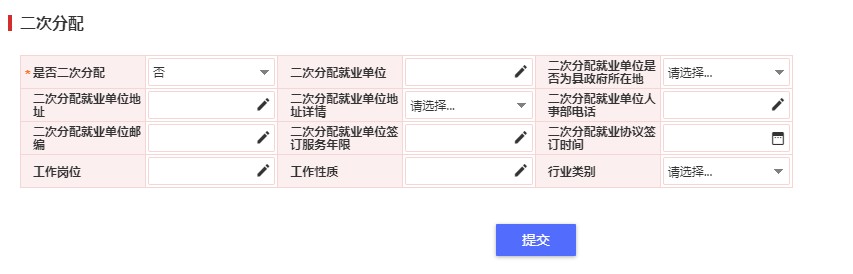 二次分配
*是否二次分配
否
二次分配就业单位
二次分配就业单位是
否为县政府所在地
请选择...
二次分配就业单位地
址
二次分配就业单位地
址详情
请选择...
二次分配就业单位人
事部电话
二次分配就业单位邮
编
二次分配就业单位签
订服务年限
二次分配就业协议签
订时间
工作岗位
工作性质
行业类别
请选择...
提交